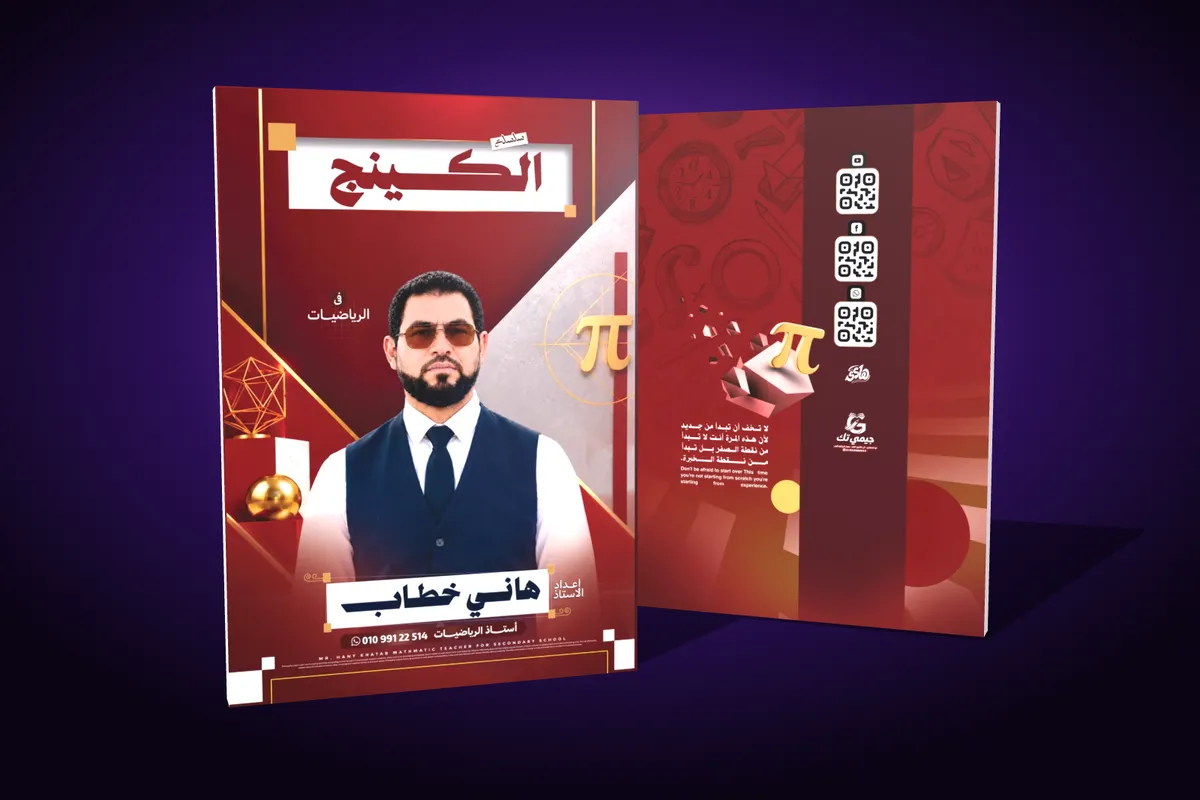 سلسلة
الكينج
في
الرياضيات
إعداد
الاستاذ
هاني خطاب
أستاذ الرياضيات 010 991 22 514
MR. HANY KHATAB MATHMATIC TEACHER FOR SECONDARY SCHOOL
لا تخف أن تبدأ من جديد
لأن هذه المرة أنت لا تبدأ
من نقطة الصفر بل تبدأ
من نقطة الخبرة.
Don't be afraid to start over This time
you're not starting from scratch you're
starting from experience.
جيمي تك